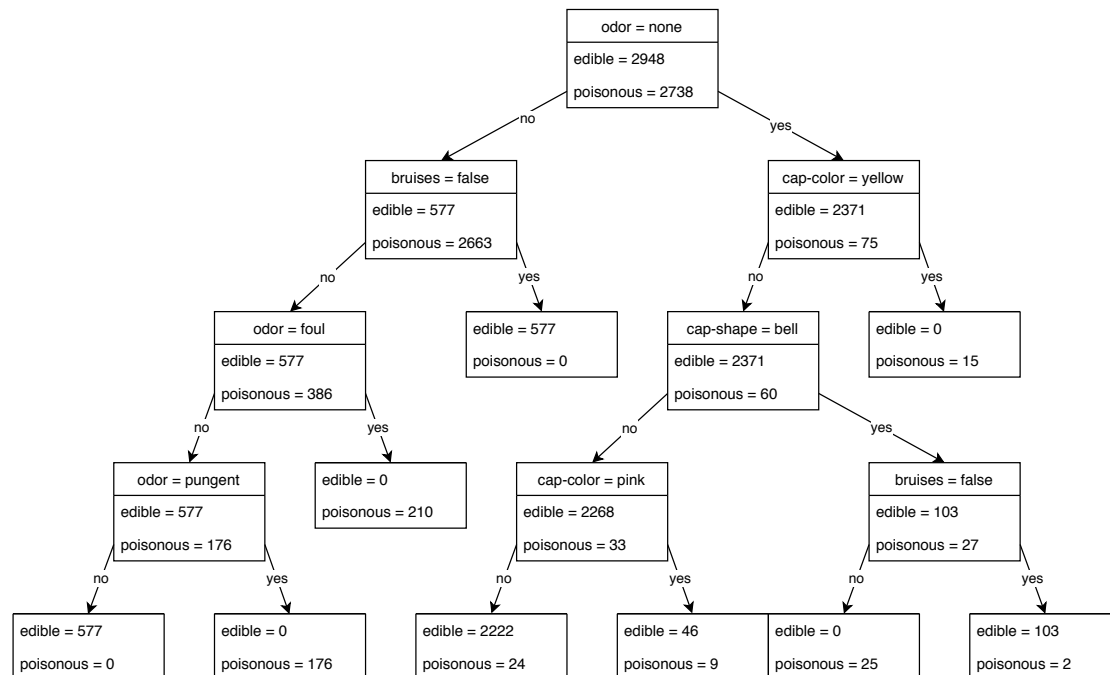 odor = none
edible = 2948
poisonous = 2738
no
yes
bruises = false
edible = 577
poisonous = 2663
cap-color = yellow
edible = 2371
poisonous = 75
no
yes
no
yes
odor = foul
edible = 577
poisonous = 386
edible = 577
poisonous = 0
cap-shape = bell
edible = 2371
poisonous = 60
edible = 0
poisonous = 15
no
yes
no
yes
odor = pungent
edible = 577
poisonous = 176
edible = 0
poisonous = 210
cap-color = pink
edible = 2268
poisonous = 33
bruises = false
edible = 103
poisonous = 27
no
yes
no
yes
no
yes
edible = 577
poisonous = 0
edible = 0
poisonous = 176
edible = 2222
poisonous = 24
edible = 46
poisonous = 9
edible = 0
poisonous = 25
edible = 103
poisonous = 2